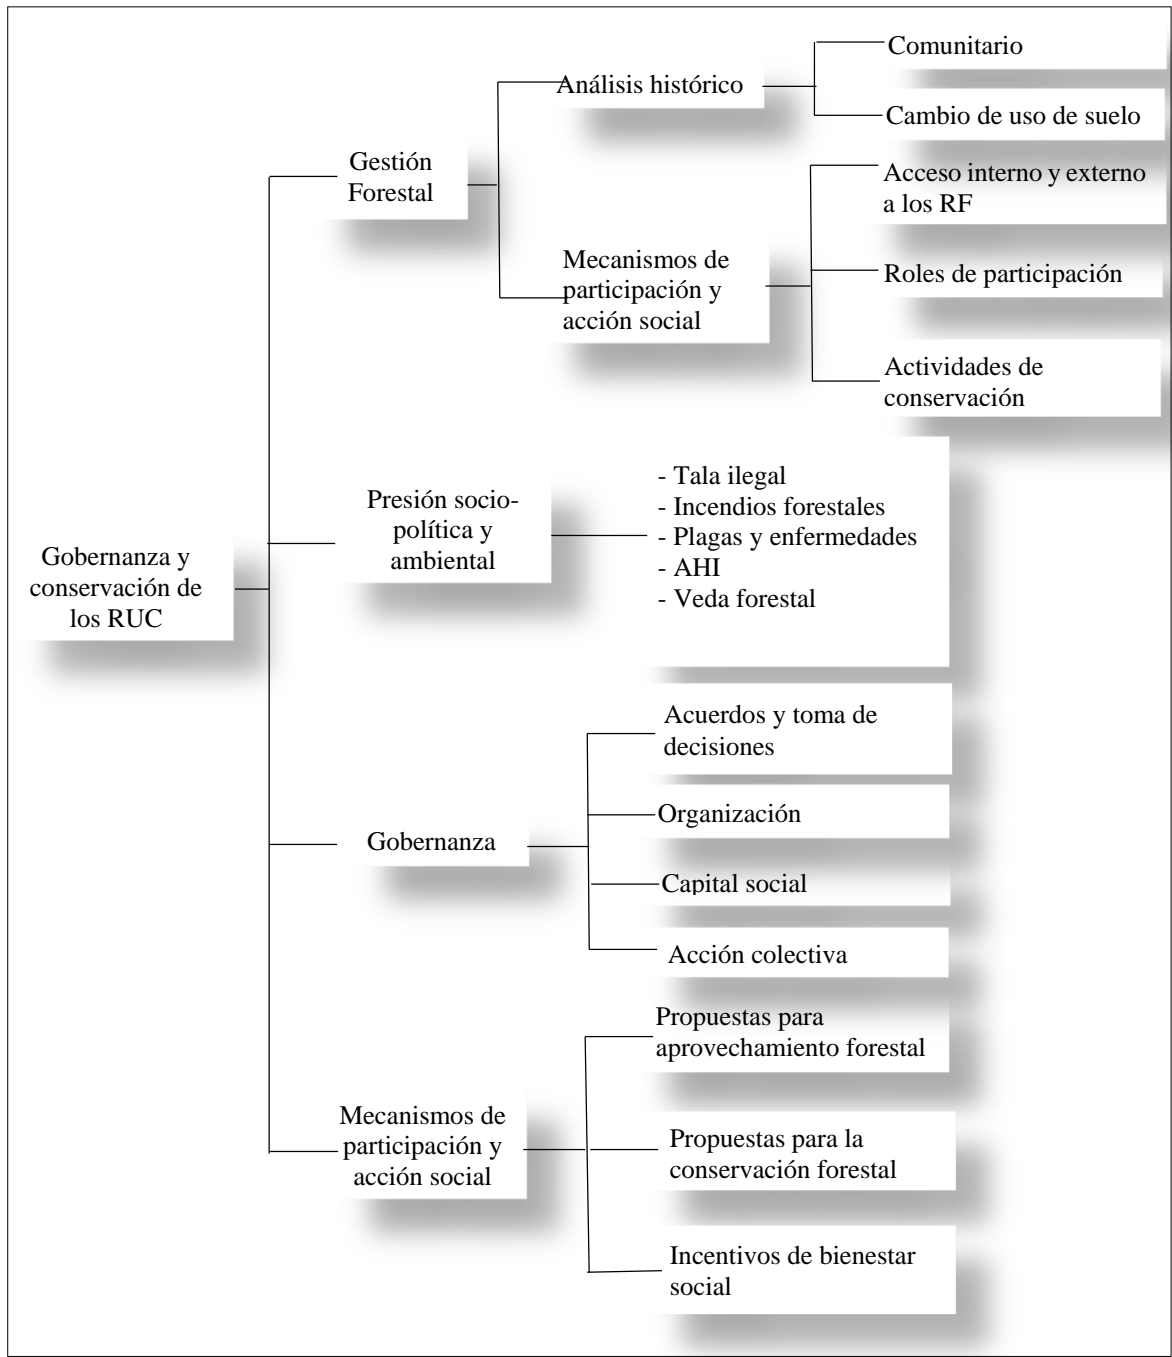 Gobernanza y
conservación de
los RUC
Gestión
Forestal
Análisis histórico
Comunitario
Cambio de uso de suelo
Mecanismos de
participación y
acción social
Acceso interno y externo
a los RF
Roles de participación
Actividades de
conservación
Presión socio-
política y
ambiental
- Tala ilegal
- Incendios forestales
- Plagas y enfermedades
- AHI
- Veda forestal
Gobernanza
Acuerdos y toma de
decisiones
Organización
Capital social
Acción colectiva
Mecanismos de
participación y
acción social
Propuestas para
aprovechamiento forestal
Propuestas para la
conservación forestal
Incentivos de bienestar
social